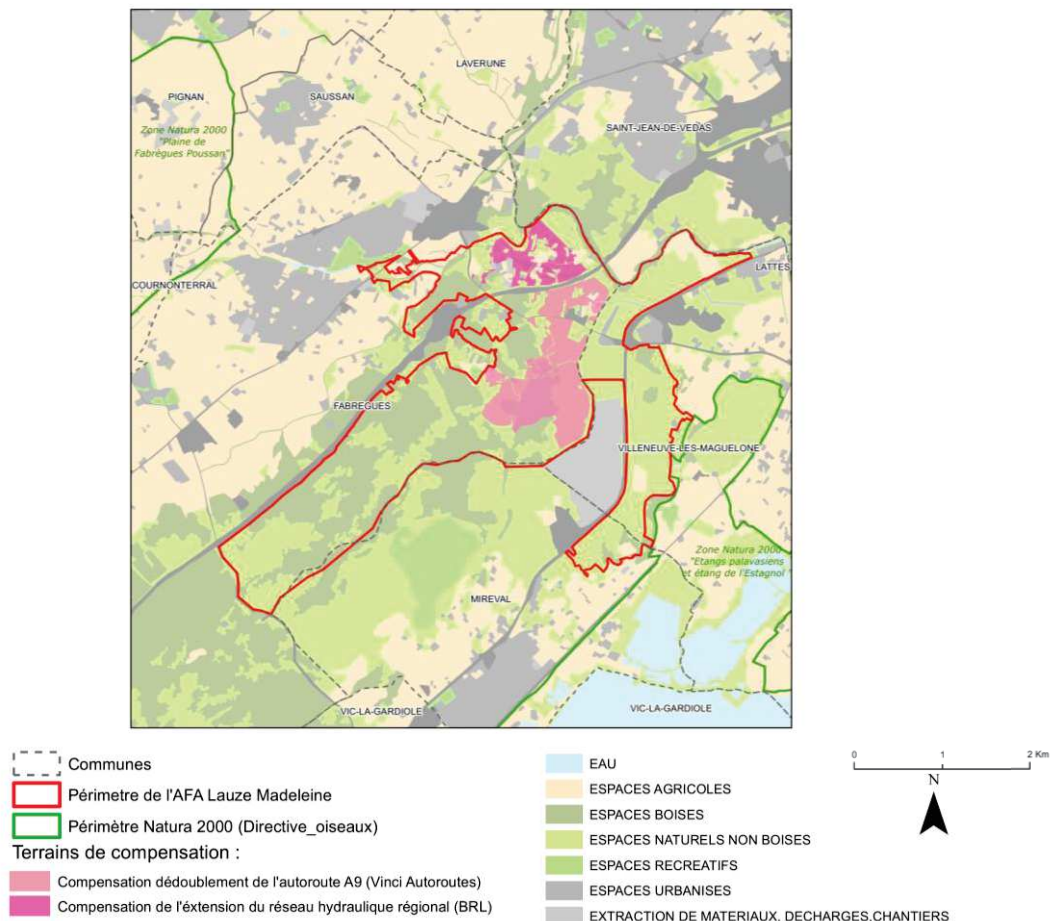 LAVERUNE
PIGNAN
SAUSSAN
SAINT-JEAN-DE-VEDAS
Zone Natura 2000
"Plaine de
Fabrègues Poussan"
LATTES
COURNONTERRAL
FABREGUES
VILLENEUVE-LES-MAGUELONE
Zone Natura 2000
"Etangs palavasiens
et étang de l'Estagnol
MIREVAL
VIC-LA-GARDIOLE
VIC-LA-GARDIOLE
Communes
Périmetre de l'AFA Lauze Madeleine
Périmètre Natura 2000 (Directive_oiseaux)
Terrains de compensation :
Compensation dédoublement de l'autoroute A9 (Vinci Autoroutes)
Compensation de l'éxtension du réseau hydraulique régional (BRL)
EAU
ESPACES AGRICOLES
ESPACES BOISES
ESPACES NATURELS NON BOISES
ESPACES RECREATIFS
ESPACES URBANISES
EXTRACTION DE MATERIAUX, DECHARGES,CHANTIERS
0 1 2 Km
N